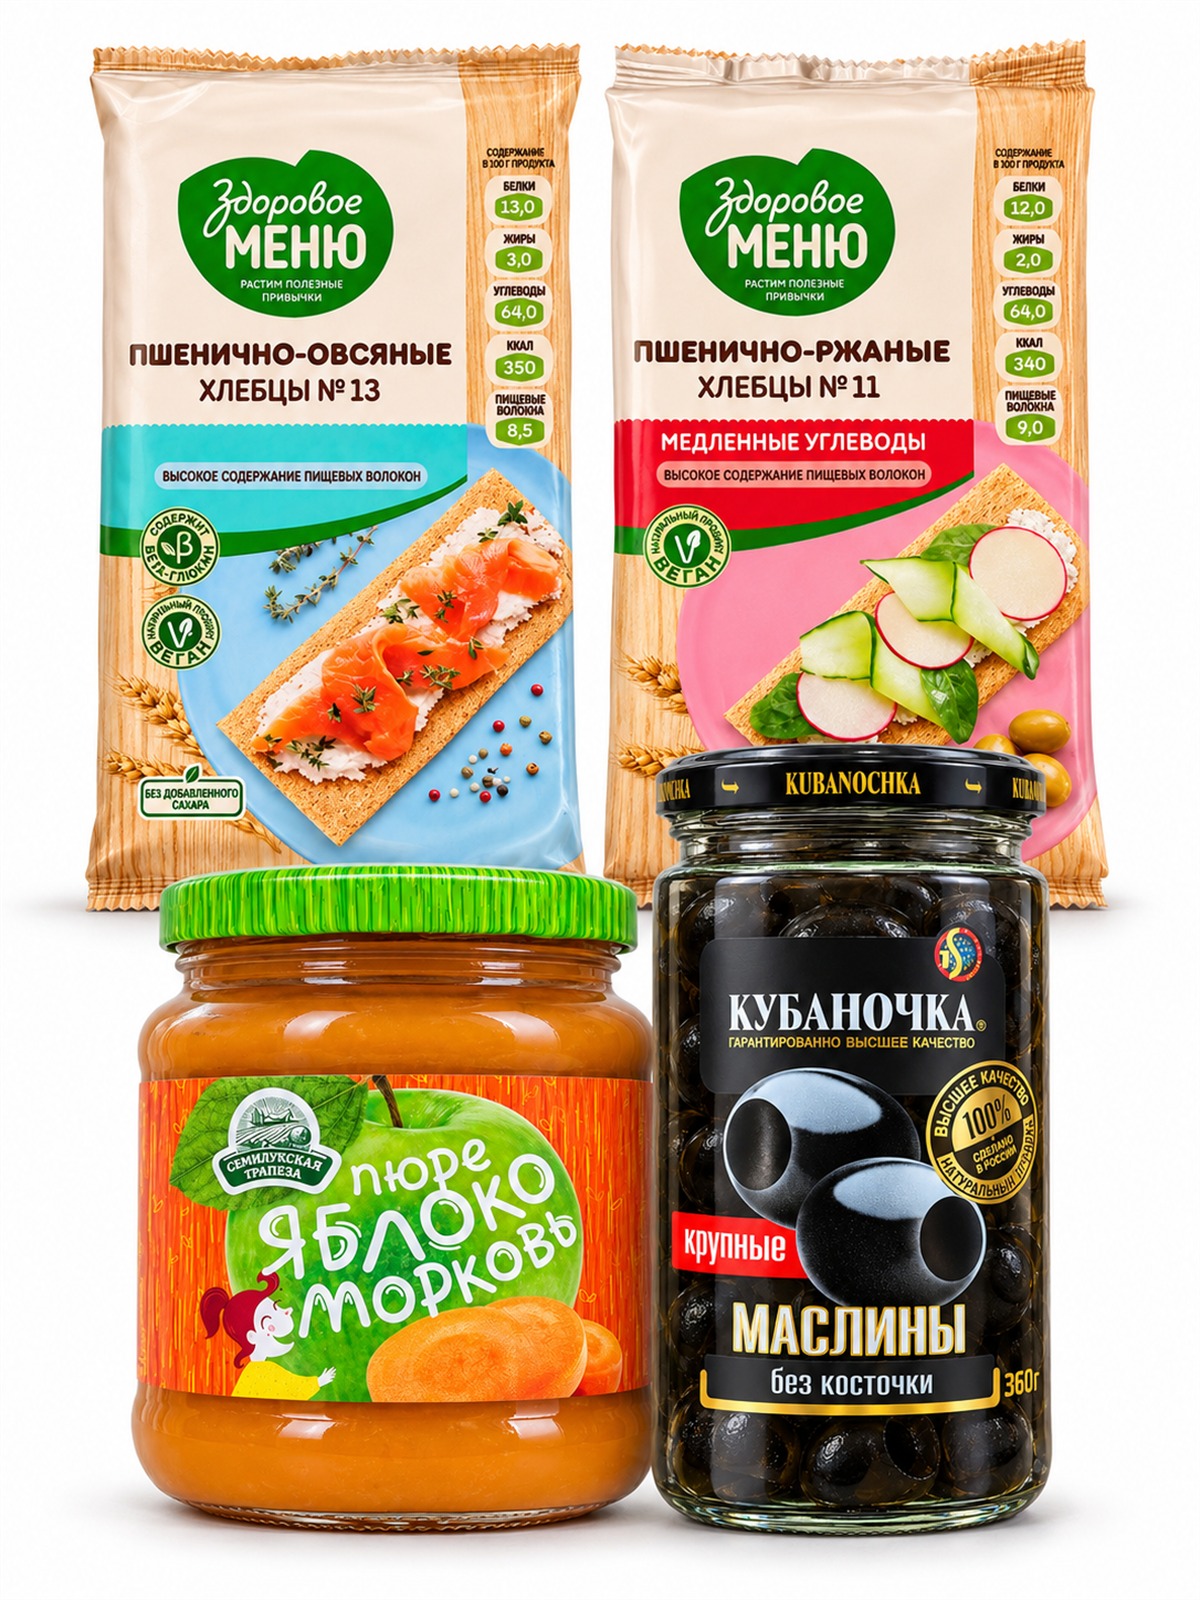 Здоровое
МЕНЮ
РАСТИМ ПОЛЕЗНЫЕ
ПРИВЫЧКИ
ПШЕНИЧНО-ОВСЯНЫЕ
ХЛЕБЦЫ № 13
ВЫСОКОЕ СОДЕРЖАНИЕ ПИЩЕВЫХ ВОЛОКОН
СОДЕРЖИТ
БЕТА-ГЛЮКАН
β
НАТУРАЛЬНЫЙ
ВЕГАН
БЕЗ ДОБАВЛЕННОГО
САХАРА
СОДЕРЖАНИЕ
В 100 Г ПРОДУКТА
БЕЛКИ
13,0
ЖИРЫ
3,0
УГЛЕВОДЫ
64,0
ККАЛ
350
ПИЩЕВЫЕ
ВОЛОКНА
8,5
Здоровое
МЕНЮ
РАСТИМ ПОЛЕЗНЫЕ
ПРИВЫЧКИ
ПШЕНИЧНО-РЖАНЫЕ
ХЛЕБЦЫ № 11
МЕДЛЕННЫЕ УГЛЕВОДЫ
ВЫСОКОЕ СОДЕРЖАНИЕ ПИЩЕВЫХ ВОЛОКОН
ВЕГАН
СОДЕРЖАНИЕ
В 100 Г ПРОДУКТА
БЕЛКИ
12,0
ЖИРЫ
2,0
УГЛЕВОДЫ
64,0
ККАЛ
340
ПИЩЕВЫЕ
ВОЛОКНА
9,0
СЕМИЛУКСКАЯ
ТРАПЕЗА
пюре
ЯБЛОКО
МОРКОВЬ
KUBANOCHKA
КУБАНОЧКА
ГАРАНТИРОВАННО ВЫСШЕЕ КАЧЕСТВО
ВЫСШЕЕ КАЧЕСТВО
100%
СДЕЛАНО
В РОССИИ
крупные
МАСЛИНЫ
без косточки
360г